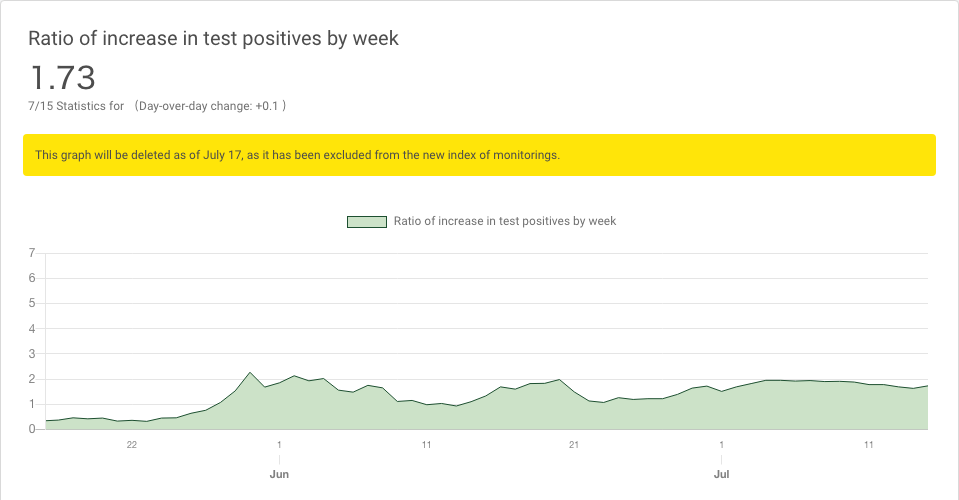 Ratio of increase in test positives by week
1.73
7/15 Statistics for （Day-over-day change: +0.1 ）
This graph will be deleted as of July 17, as it has been excluded from the new index of monitorings.
Ratio of increase in test positives by week
7
6
5
4
3
2
1
0
22 1 11 21 1 11
Jun Jul